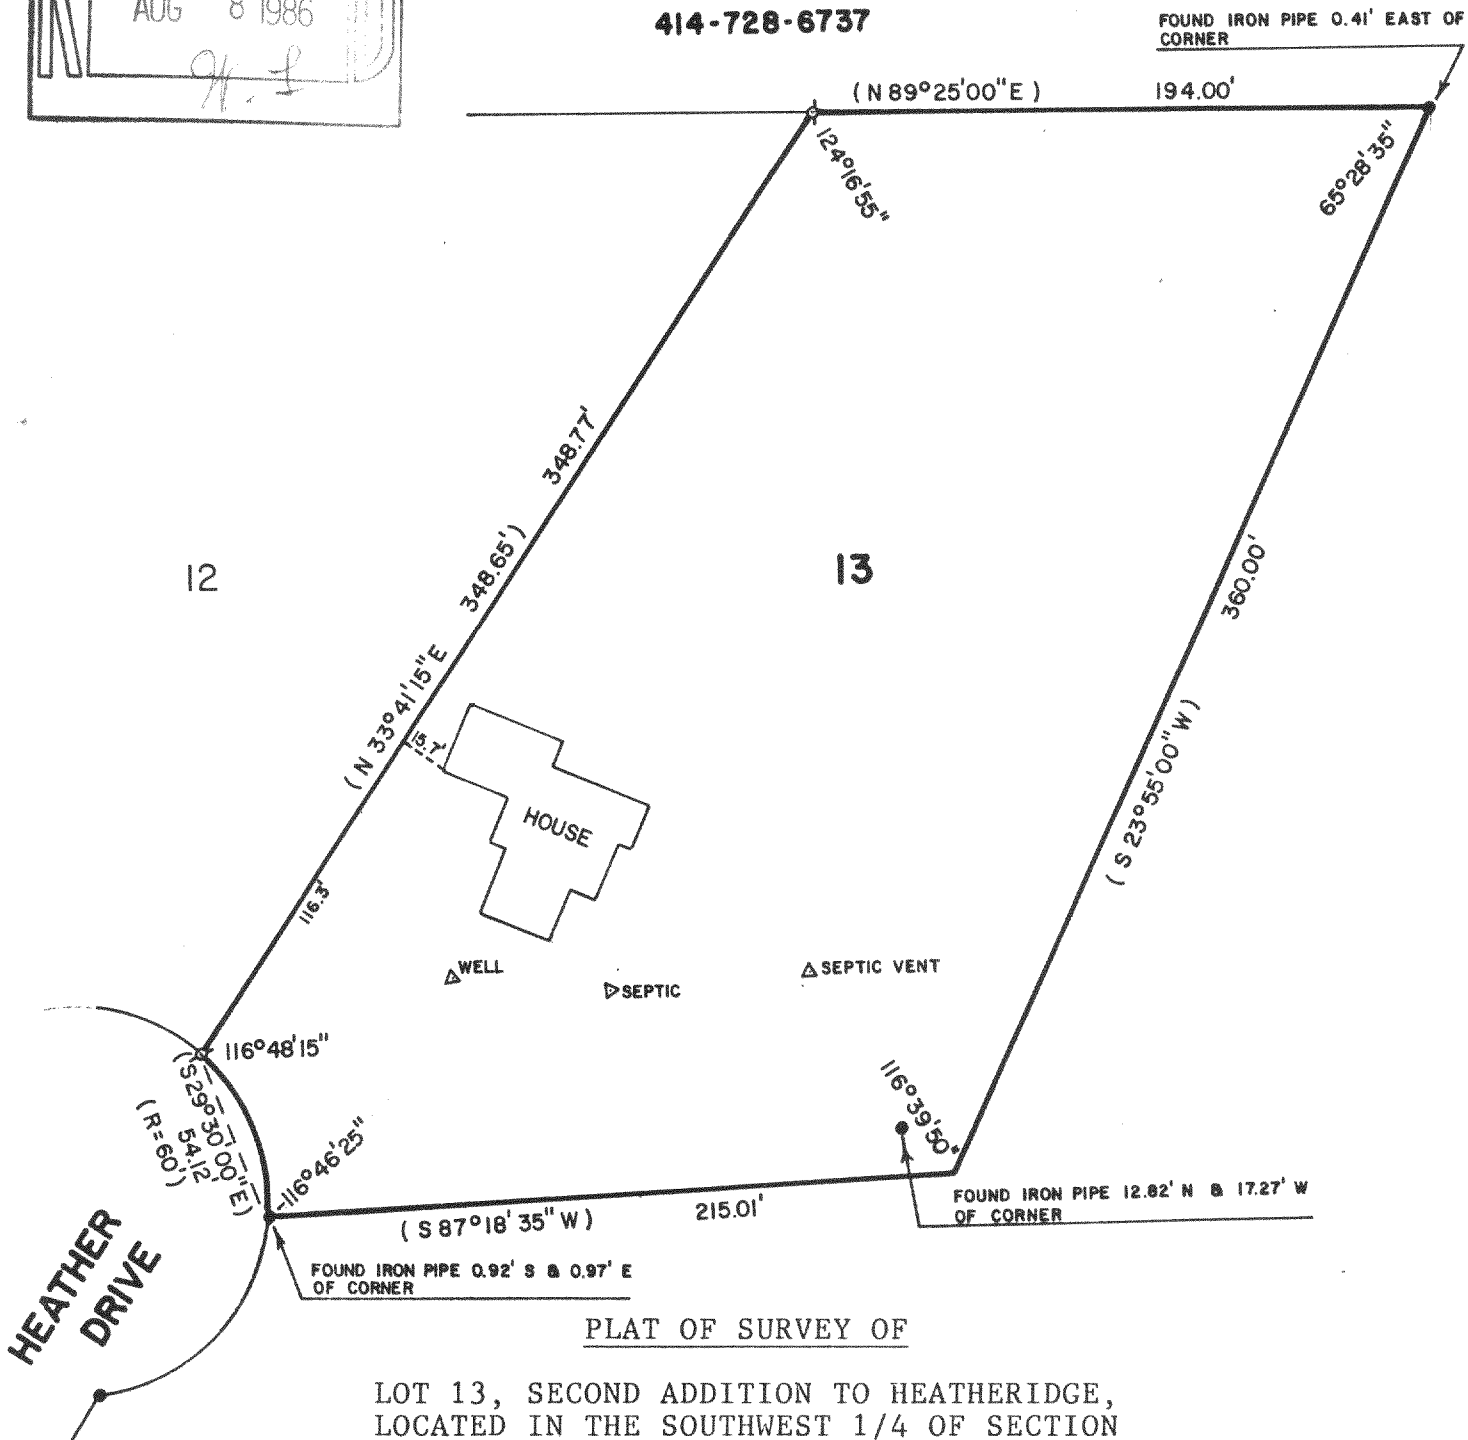 AUG 8 1986
414-728-6737
FOUND IRON PIPE 0.41' EAST OF
CORNER
(N 89°25'00"E)
194.00'
124°16'55"
65°28'35"
348.77'
348.65')
(N 33°41'15"E
12
13
360.00'
(S 23°55'00"W)
15.7'
HOUSE
116.3'
WELL
SEPTIC
SEPTIC VENT
116°48'15"
(S29°30'00"E)
54.12'
(R=60')
116°46'25"
116°39'50"
(S 87°18'35"W)
215.01'
FOUND IRON PIPE 12.82' N & 17.27' W
OF CORNER
FOUND IRON PIPE 0.92' S & 0.97' E
OF CORNER
HEATHER
DRIVE
PLAT OF SURVEY OF
LOT 13, SECOND ADDITION TO HEATHERIDGE,
LOCATED IN THE SOUTHWEST 1/4 OF SECTION